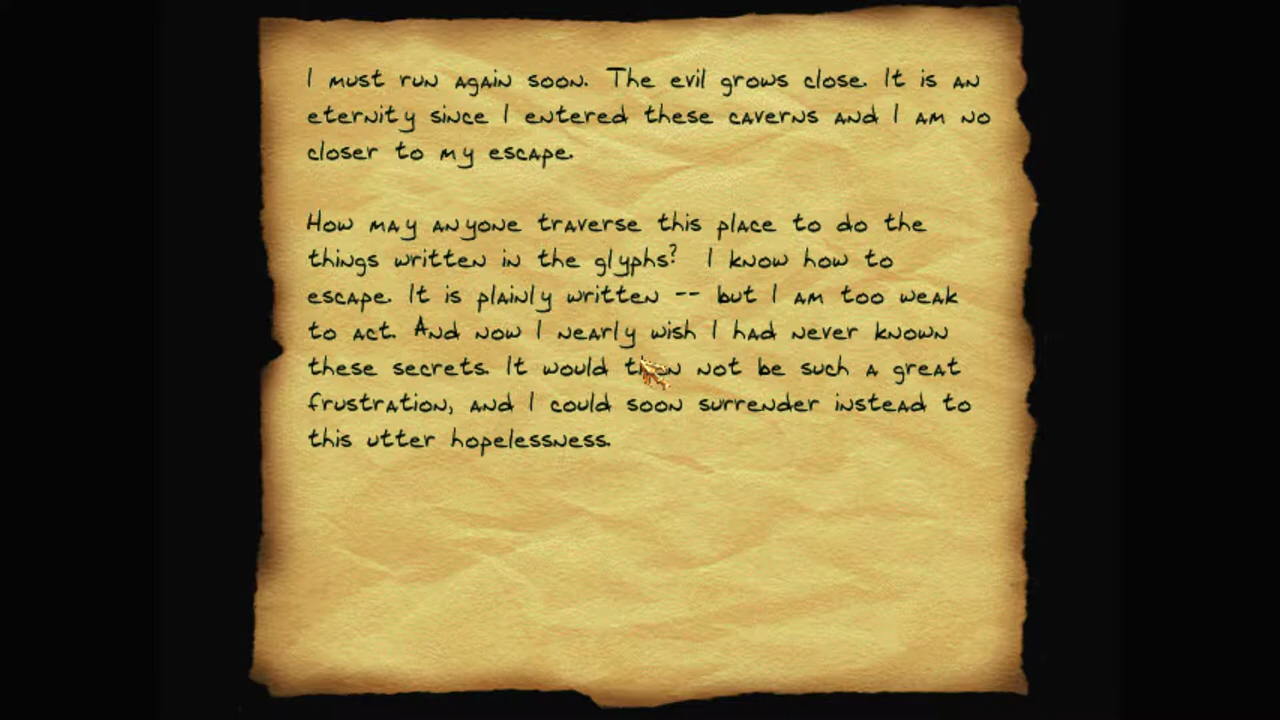 I must run again soon. The evil grows close. It is an
eternity since I entered these caverns and I am no
closer to my escape.
How may anyone traverse this place to do the
things written in the glyphs? I know how to
escape. It is plainly written -- but I am too weak
to act. And now I nearly wish I had never known
these secrets. It would then not be such a great
frustration, and I could soon surrender instead to
this utter hopelessness.